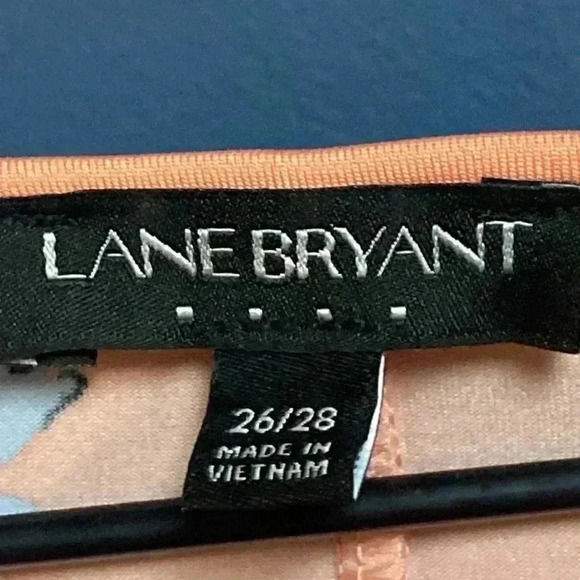 LANE BRYANT
26/28
MADE IN
VIETNAM